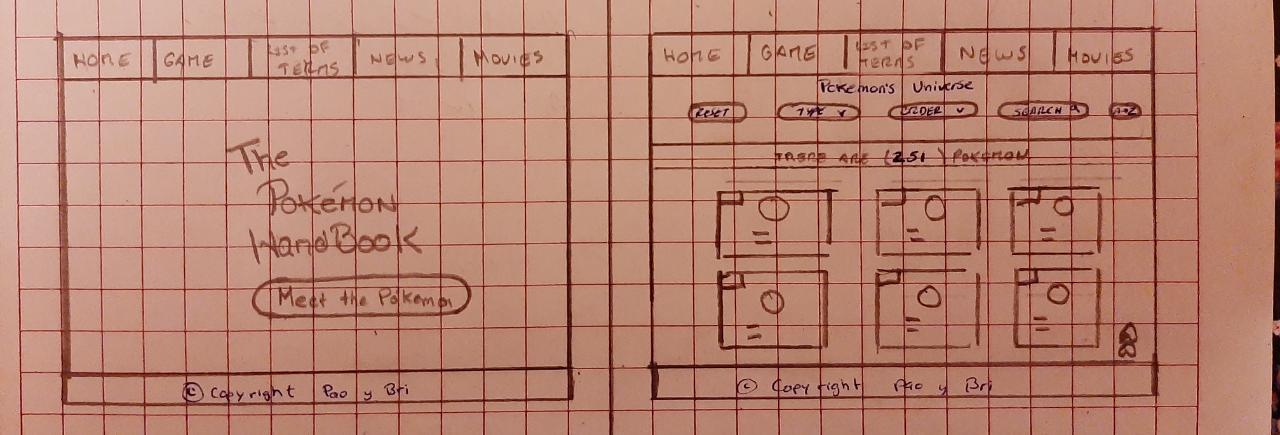 HOME GAME LIST OF TERMS NEWS MOVIES
The
Pokémon
HandBook
Meet the Pokemon
© Copyright Pao y Bri
HOME GAME LIST OF TERMS NEWS MOVIES
Pokemon's Universe
RESET TYPE ORDER SEARCH
THERE ARE (251) POKEMON
© Copyright Pao y Bri